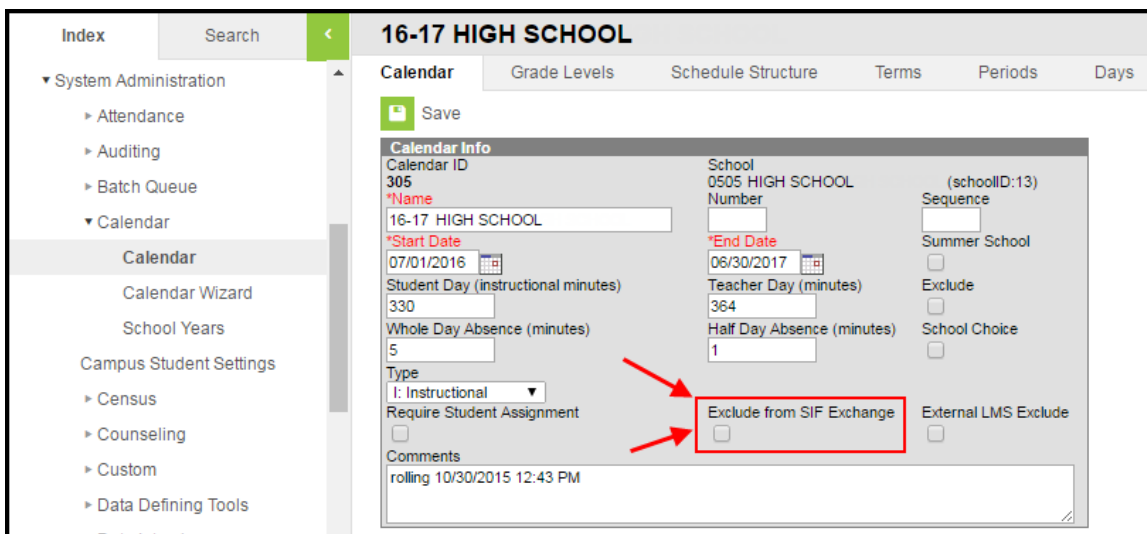 Index Search
System Administration
Attendance
Auditing
Batch Queue
Calendar
Calendar
Calendar Wizard
School Years
Campus Student Settings
Census
Counseling
Custom
Data Defining Tools
16-17 HIGH SCHOOL
Calendar Grade Levels Schedule Structure Terms Periods Days
Save
Calendar Info
Calendar ID School
305 0505 HIGH SCHOOL (schoolID:13)
*Name Number Sequence
16-17 HIGH SCHOOL
*Start Date *End Date Summer School
07/01/2016 06/30/2017
Student Day (instructional minutes) Teacher Day (minutes) Exclude
330 364
Whole Day Absence (minutes) Half Day Absence (minutes) School Choice
5 1
Type
I: Instructional
Require Student Assignment Exclude from SIF Exchange External LMS Exclude
Comments
rolling 10/30/2015 12:43 PM